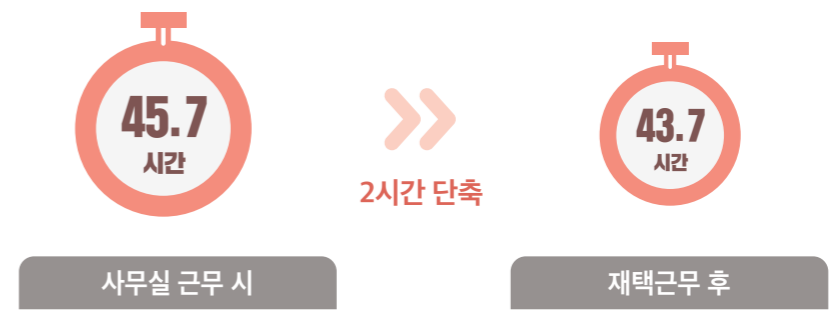 45.7
시간
43.7
시간
2시간 단축
사무실 근무 시
재택근무 후